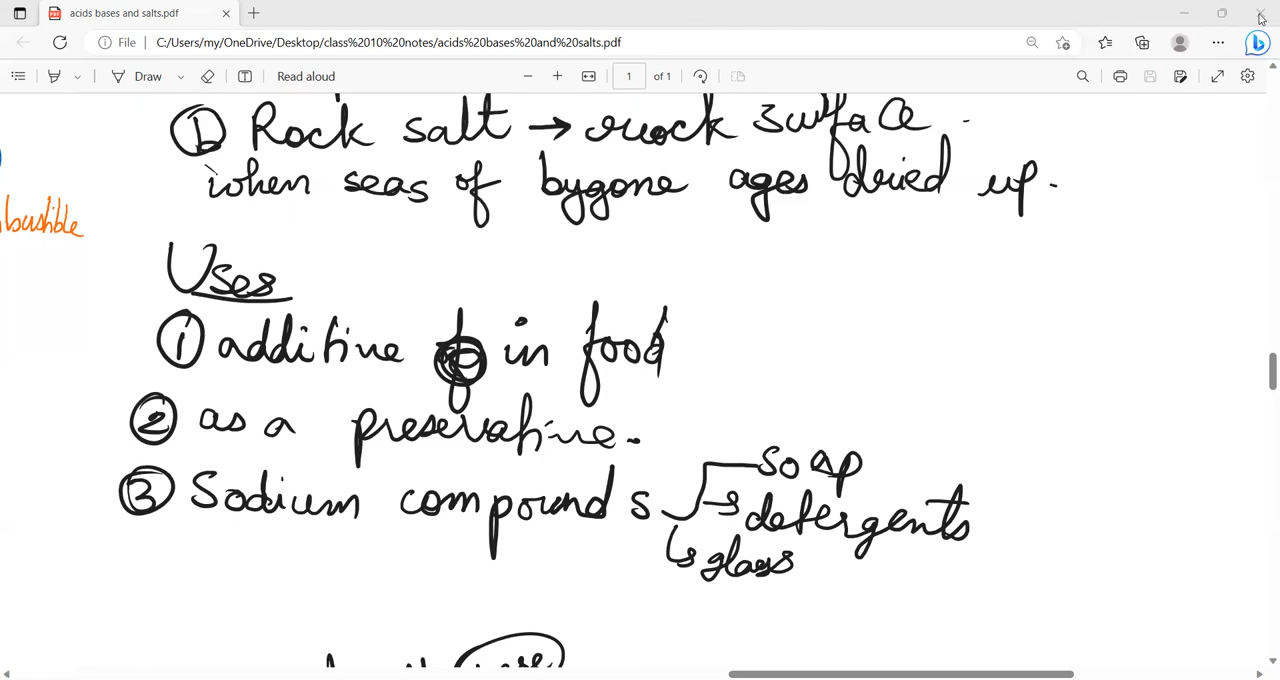 acids bases and salts.pdf
File C:/Users/my/OneDrive/Desktop/class%2010%20notes/acids%20bases%20and%20salts.pdf
Draw Read aloud 1 of 1
b Rock salt → rock surface.
when seas of bygone ages dried up.
bustible
Uses
1 additive in food
2 as a preservative.
3 Sodium compounds soap
detergents
glass